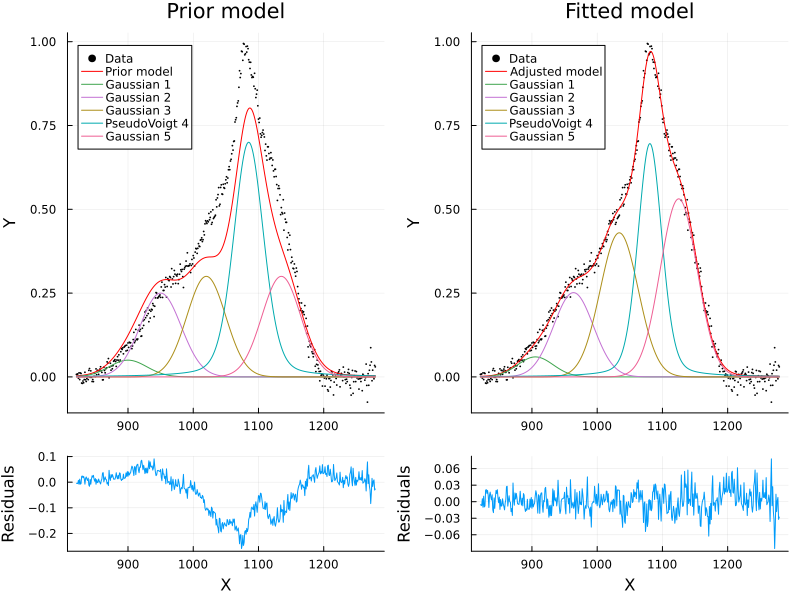 Prior model
1.00
0.75
0.50
0.25
0.00
Y
Data
Prior model
Gaussian 1
Gaussian 2
Gaussian 3
PseudoVoigt 4
Gaussian 5
900
1000
1100
1200
0.1
0.0
−0.1
−0.2
Residuals
900
1000
1100
1200
X
Fitted model
1.00
0.75
0.50
0.25
0.00
Y
Data
Adjusted model
Gaussian 1
Gaussian 2
Gaussian 3
PseudoVoigt 4
Gaussian 5
900
1000
1100
1200
0.06
0.03
0.00
−0.03
−0.06
Residuals
900
1000
1100
1200
X